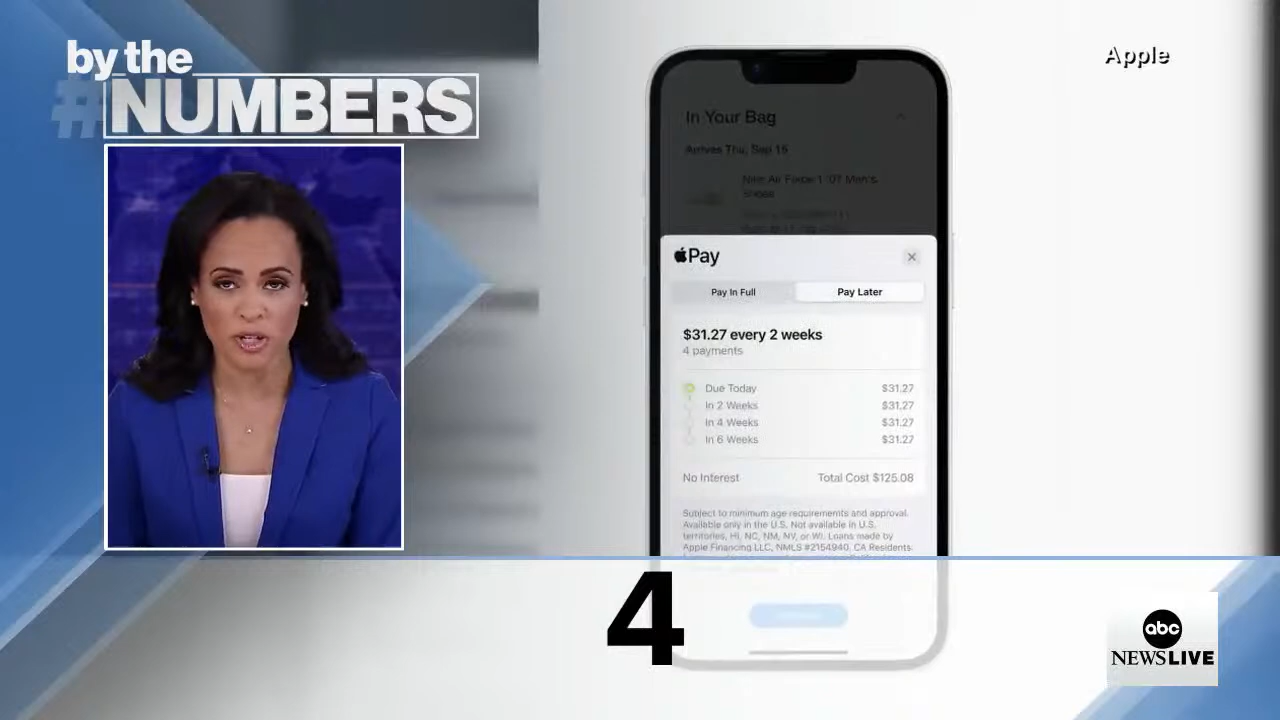 by the
#NUMBERS
Apple
In Your Bag
Arrives Thu, Sep 15
Nike Air Force 1 '07 Men's
Shoes
Pay
Pay In Full
Pay Later
$31.27 every 2 weeks
4 payments
Due Today $31.27
In 2 Weeks $31.27
In 4 Weeks $31.27
In 6 Weeks $31.27
No Interest Total Cost $125.08
Subject to minimum age requirements and approval.
Available only in the U.S. Not available in U.S.
territories, HI, NC, NM, NV, or WI. Loans made by
Apple Financing LLC, NMLS #2154940. CA Residents:
4
abc
NEWSLIVE